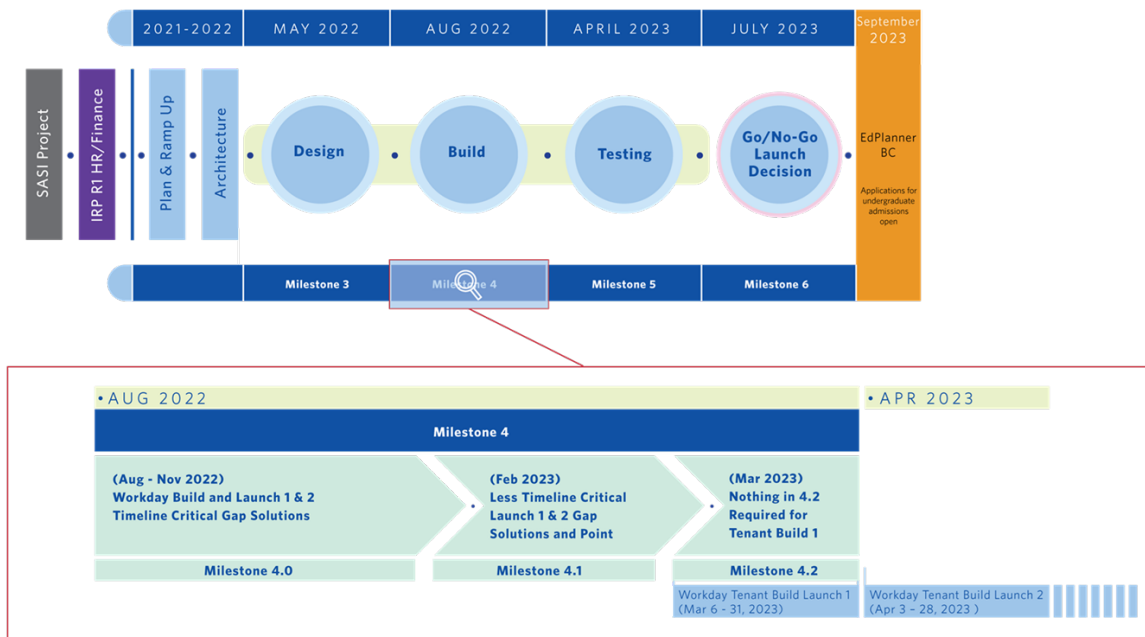 2021-2022
MAY 2022
AUG 2022
APRIL 2023
JULY 2023
September
2023
SASI Project
IRP R1 HR/Finance
Plan & Ramp Up
Architecture
Design
Build
Testing
Go/No-Go
Launch
Decision
EdPlanner
BC
Applications for
undergraduate
admissions
open
Milestone 3
Milestone 4
Milestone 5
Milestone 6
•AUG 2022
•APR 2023
Milestone 4
(Aug - Nov 2022)
Workday Build and Launch 1 & 2
Timeline Critical Gap Solutions
(Feb 2023)
Less Timeline Critical
Launch 1 & 2 Gap
Solutions and Point
(Mar 2023)
Nothing in 4.2
Required for
Tenant Build 1
Milestone 4.0
Milestone 4.1
Milestone 4.2
Workday Tenant Build Launch 1
(Mar 6 - 31, 2023)
Workday Tenant Build Launch 2
(Apr 3 – 28, 2023 )